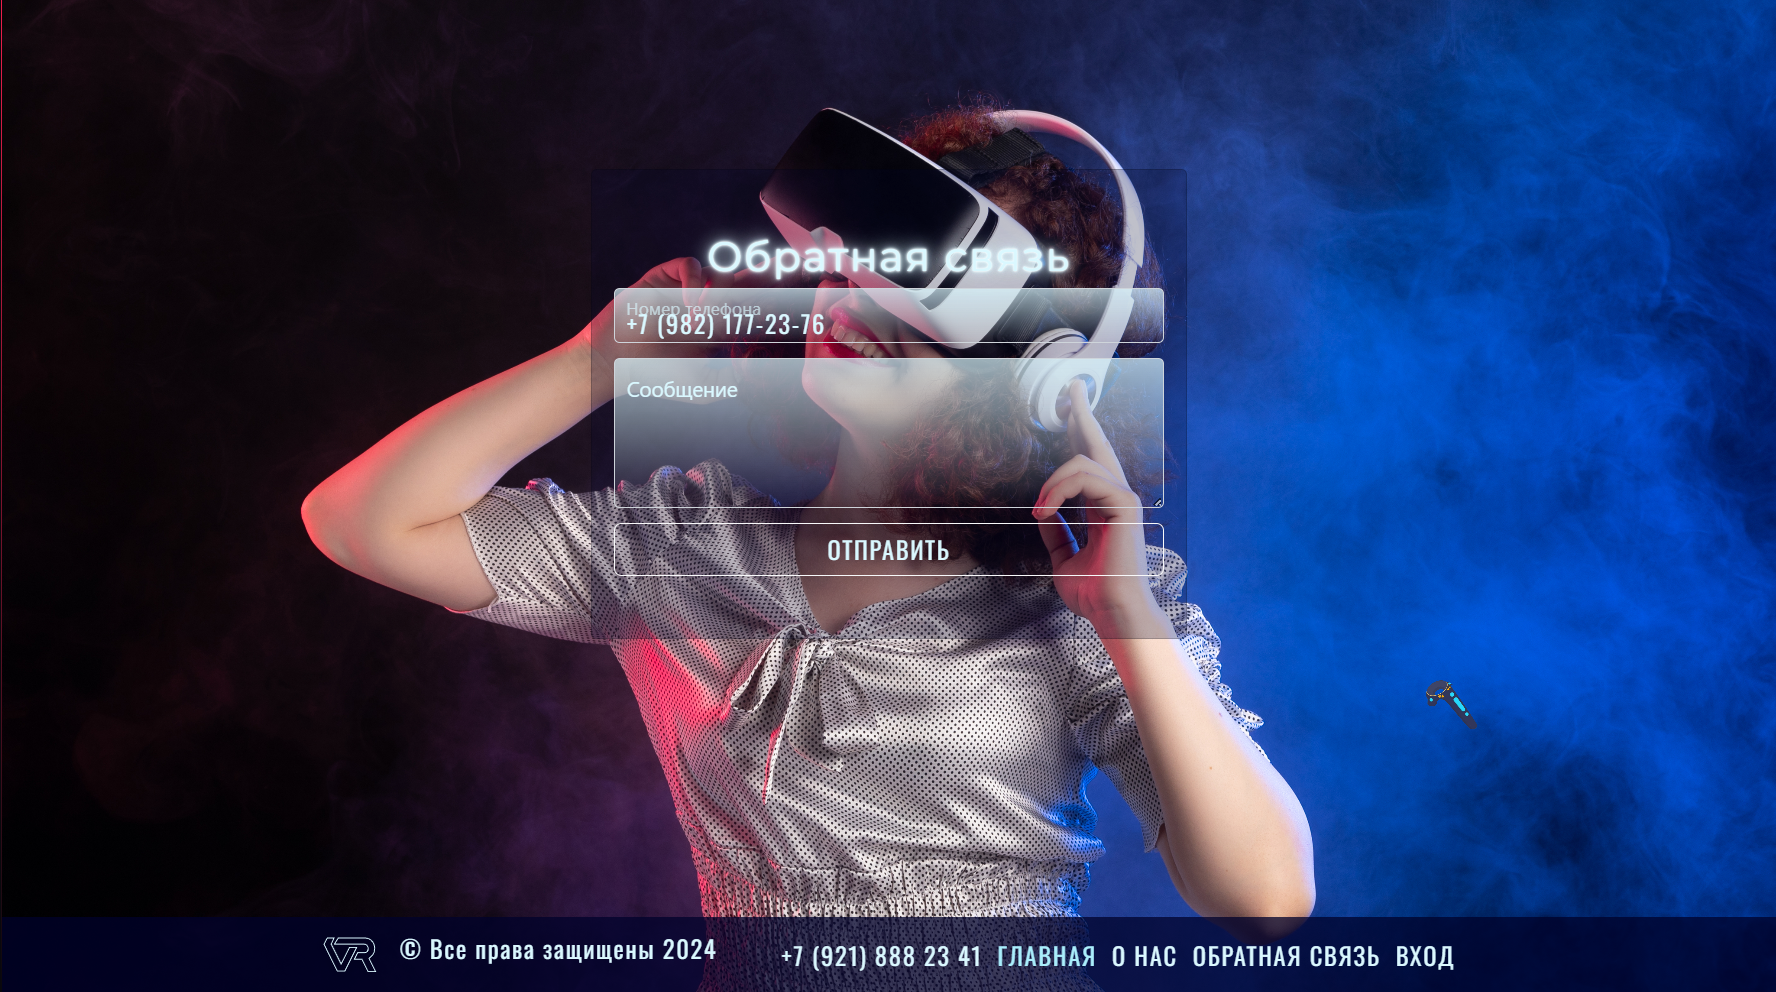 Обратная связь
Номер телефона
+7 (982) 177-23-76
Сообщение
ОТПРАВИТЬ
VR
© Все права защищены 2024
+7 (921) 888 23 41 ГЛАВНАЯ О НАС ОБРАТНАЯ СВЯЗЬ ВХОД